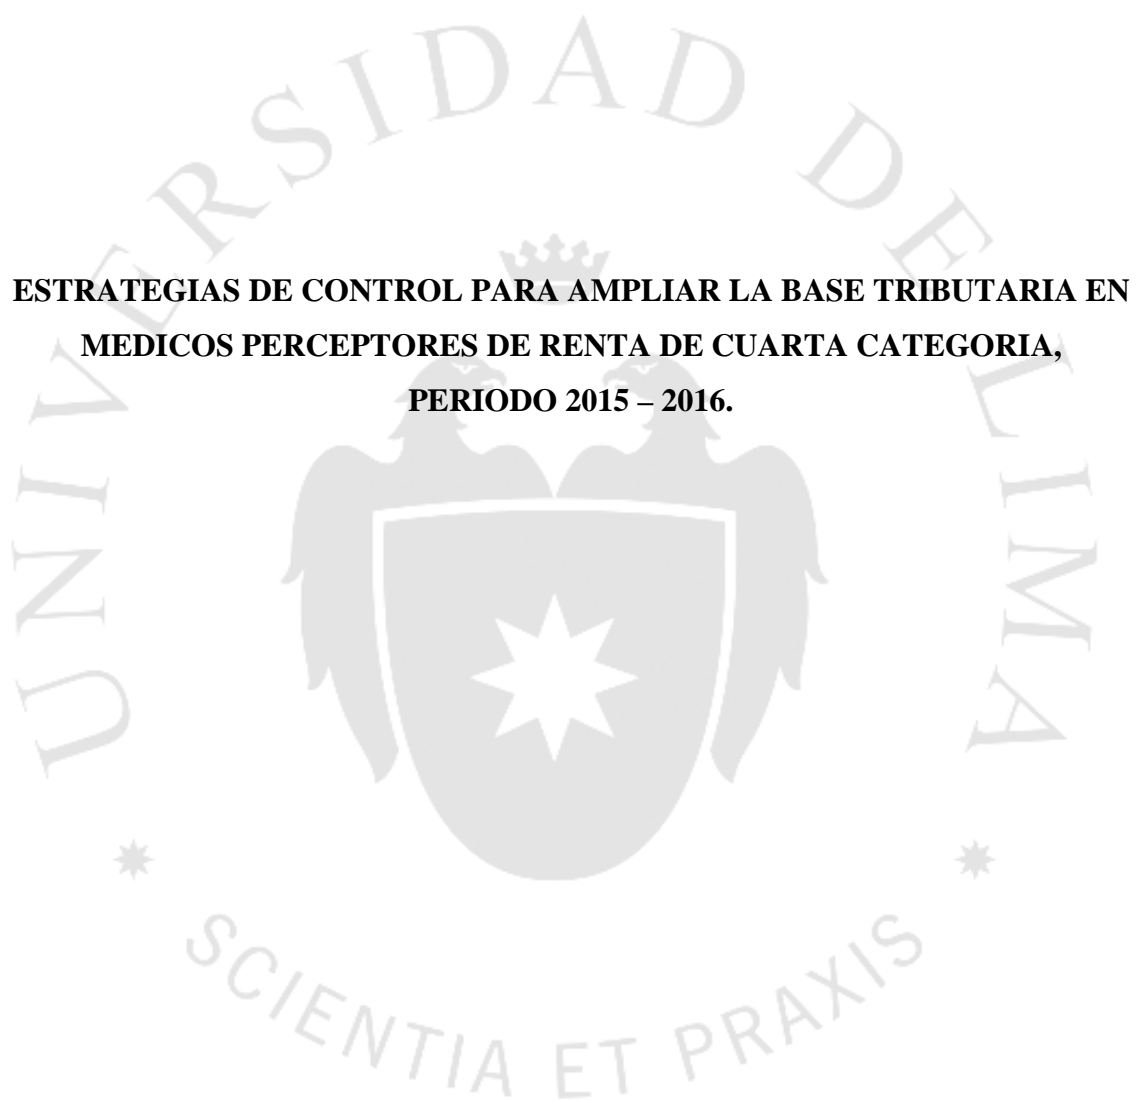 UNIVERSIDAD DE LIMA
ESTRATEGIAS DE CONTROL PARA AMPLIAR LA BASE TRIBUTARIA EN
MEDICOS PERCEPTORES DE RENTA DE CUARTA CATEGORIA,
PERIODO 2015 – 2016.
SCIENTIA ET PRAXIS